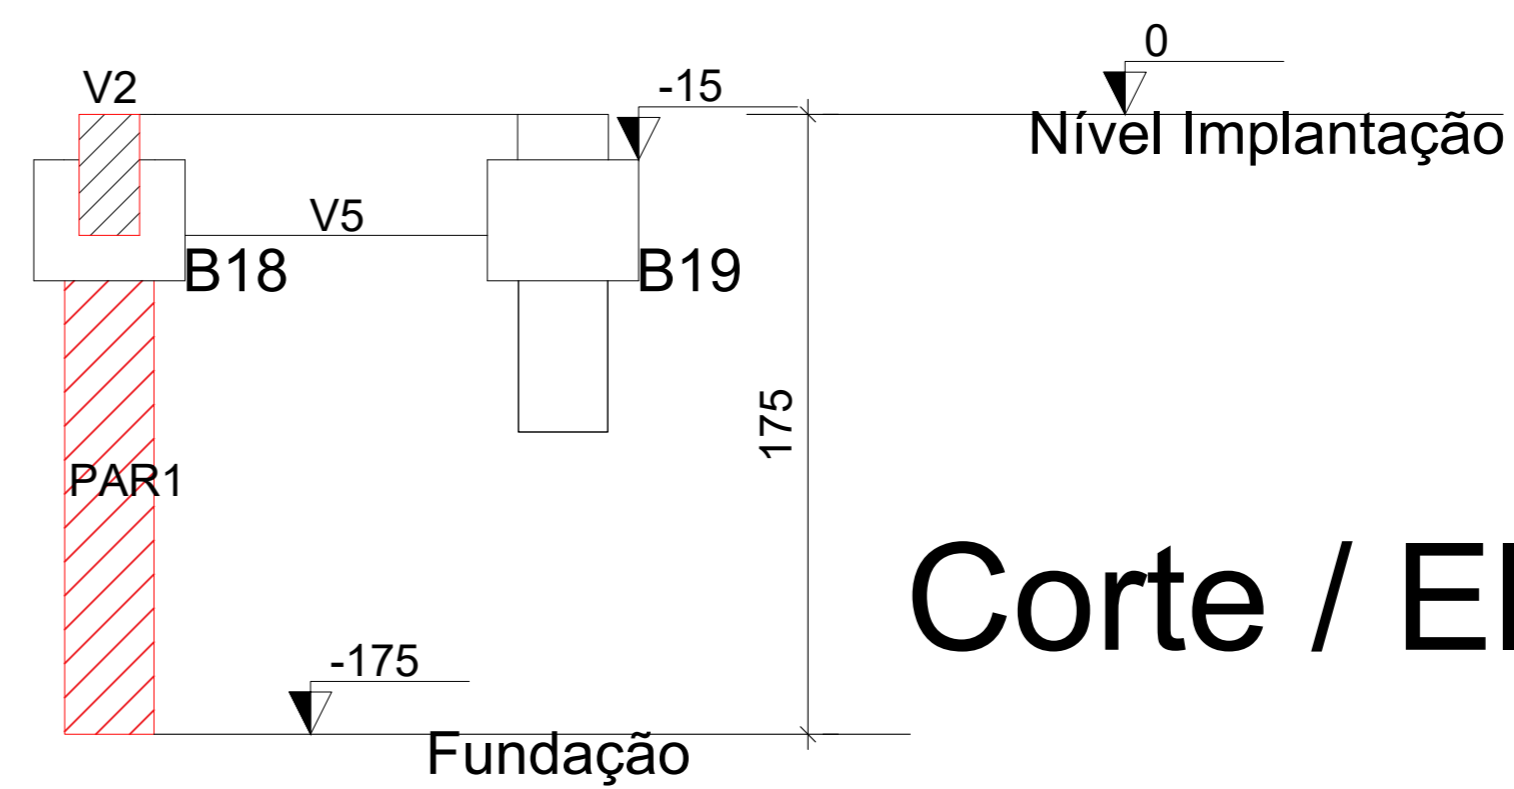 0
V2
-15
Nível Implantação
V5
B18
B19
175
PAR1
Corte / El
-175
Fundação